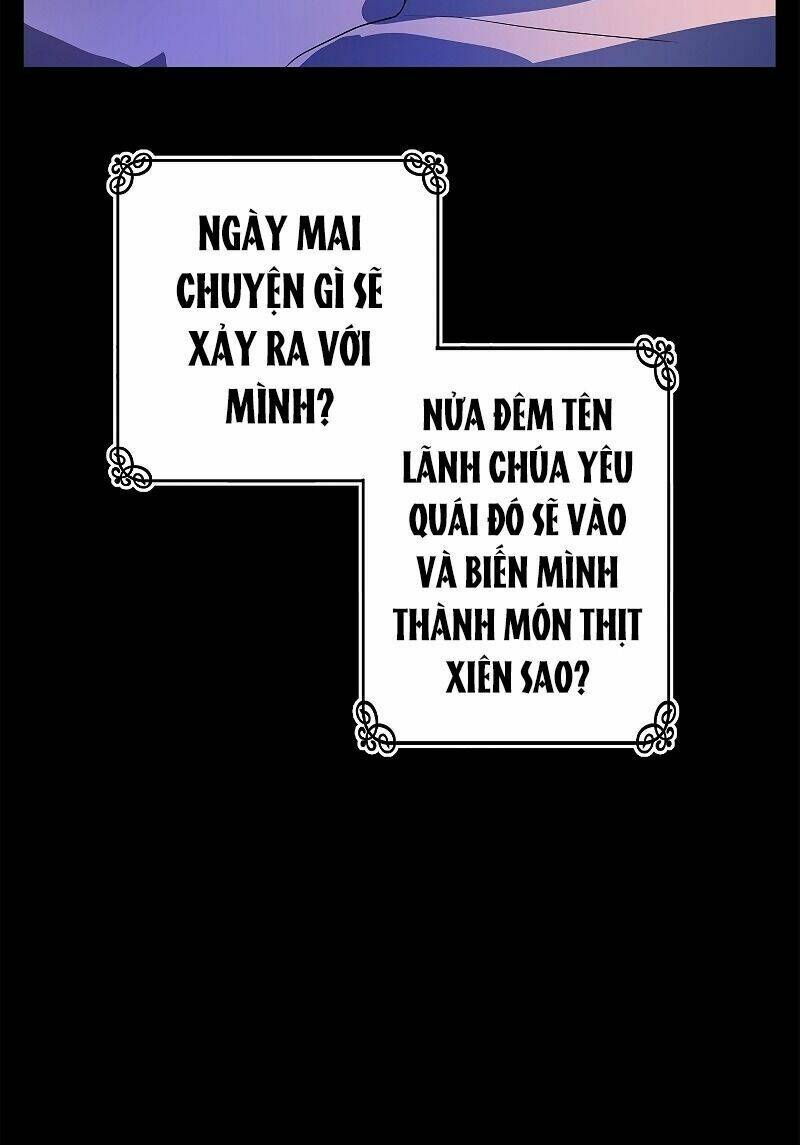 NGÀY MAI
CHUYỆN GÌ SẼ
XẢY RA VỚI
MÌNH?
NỬA ĐÊM TÊN
LÃNH CHÚA YÊU
QUÁI ĐÓ SẼ VÀO
VÀ BIẾN MÌNH
THÀNH MÓN THỊT
XIÊN SAO?